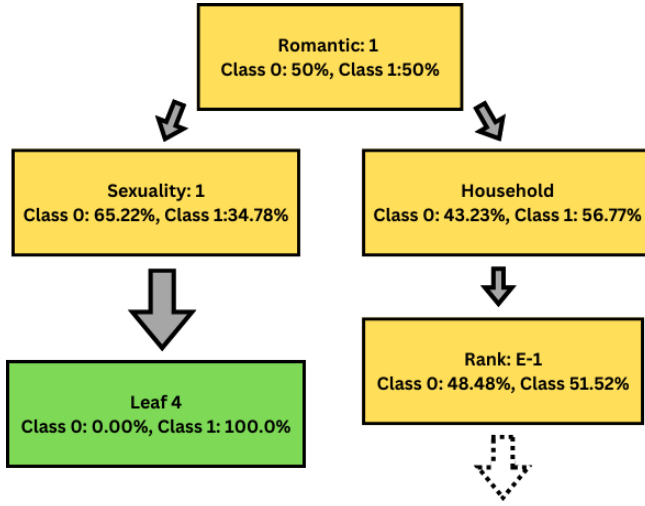 Romantic: 1
Class 0: 50%, Class 1:50%
Sexuality: 1
Class 0: 65.22%, Class 1:34.78%
Household
Class 0: 43.23%, Class 1: 56.77%
Rank: E-1
Class 0: 48.48%, Class 51.52%
Leaf 4
Class 0: 0.00%, Class 1: 100.0%